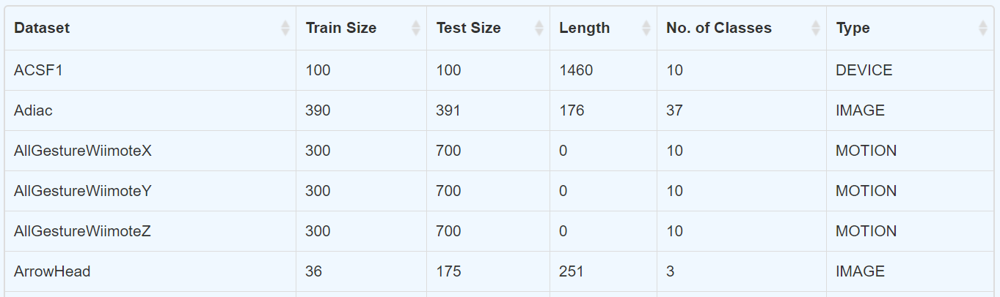 Dataset Train Size Test Size Length No. of Classes Type
ACSF1 100 100 1460 10 DEVICE
Adiac 390 391 176 37 IMAGE
AllGestureWiimoteX 300 700 0 10 MOTION
AllGestureWiimoteY 300 700 0 10 MOTION
AllGestureWiimoteZ 300 700 0 10 MOTION
ArrowHead 36 175 251 3 IMAGE